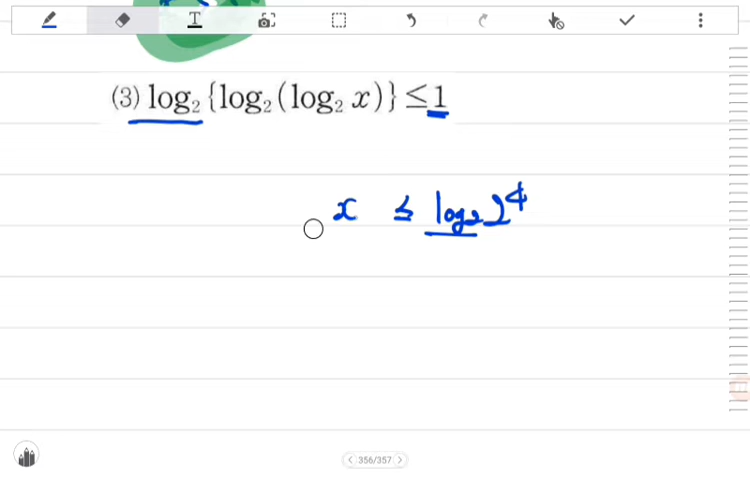 T
(3) log₂{log₂(log₂ x)} ≤ 1
x ≤ log₂2⁴
356/357